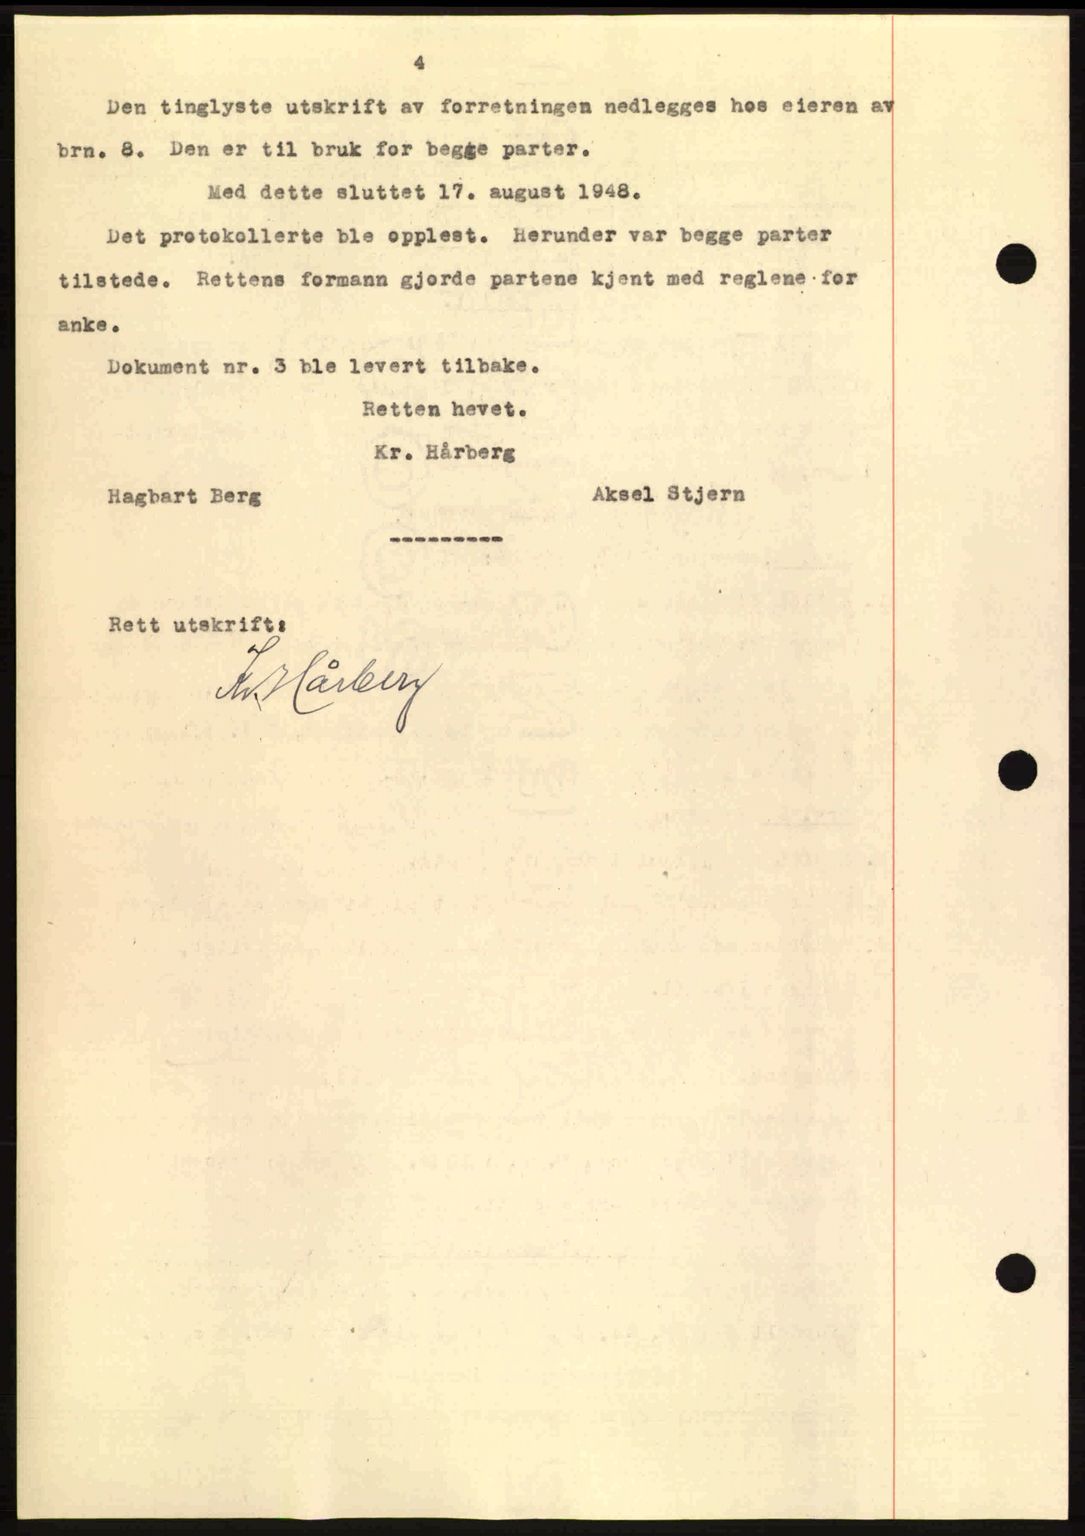 4
Den tinglyste utskrift av forretningen nedlegges hos eieren av
brn. 8. Den er til bruk for begge parter.
Med dette sluttet 17. august 1948.
Det protokollerte ble opplest. Herunder var begge parter
tilstede. Rettens formann gjorde partene kjent med reglene for
anke.
Dokument nr. 3 ble levert tilbake.
Retten hevet.
Kr. Hårberg
Hagbart Berg Aksel Stjern
---------
Rett utskrift:
Kr. Hårberg